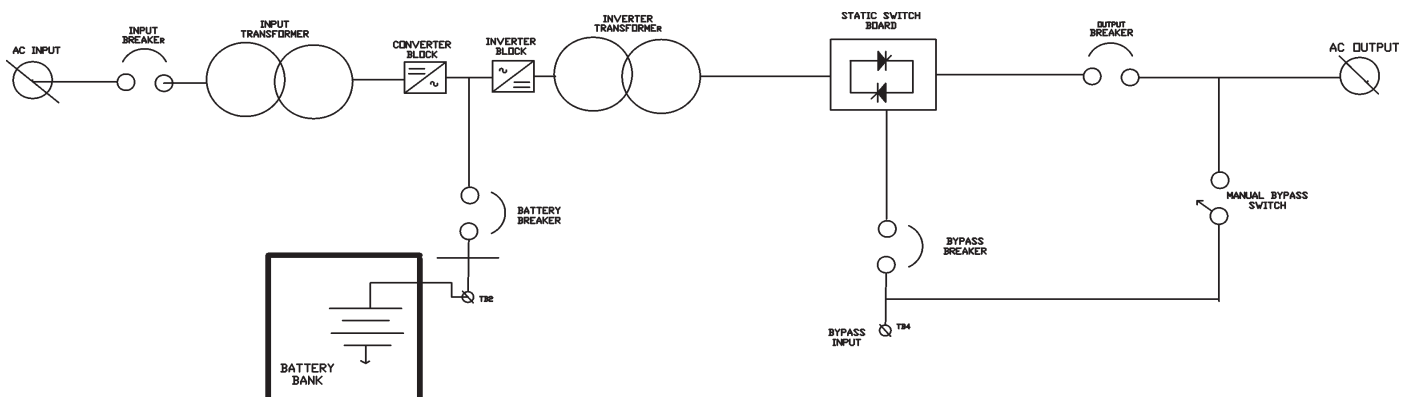 AC INPUT
INPUT
BREAKER
INPUT
TRANSFORMER
CONVERTER
BLOCK
INVERTER
BLOCK
INVERTER
TRANSFORMER
STATIC SWITCH
BOARD
OUTPUT
BREAKER
AC OUTPUT
BATTERY
BREAKER
TB2
BATTERY
BANK
BYPASS
BREAKER
BYPASS
INPUT
TB4
MANUAL BYPASS
SWITCH